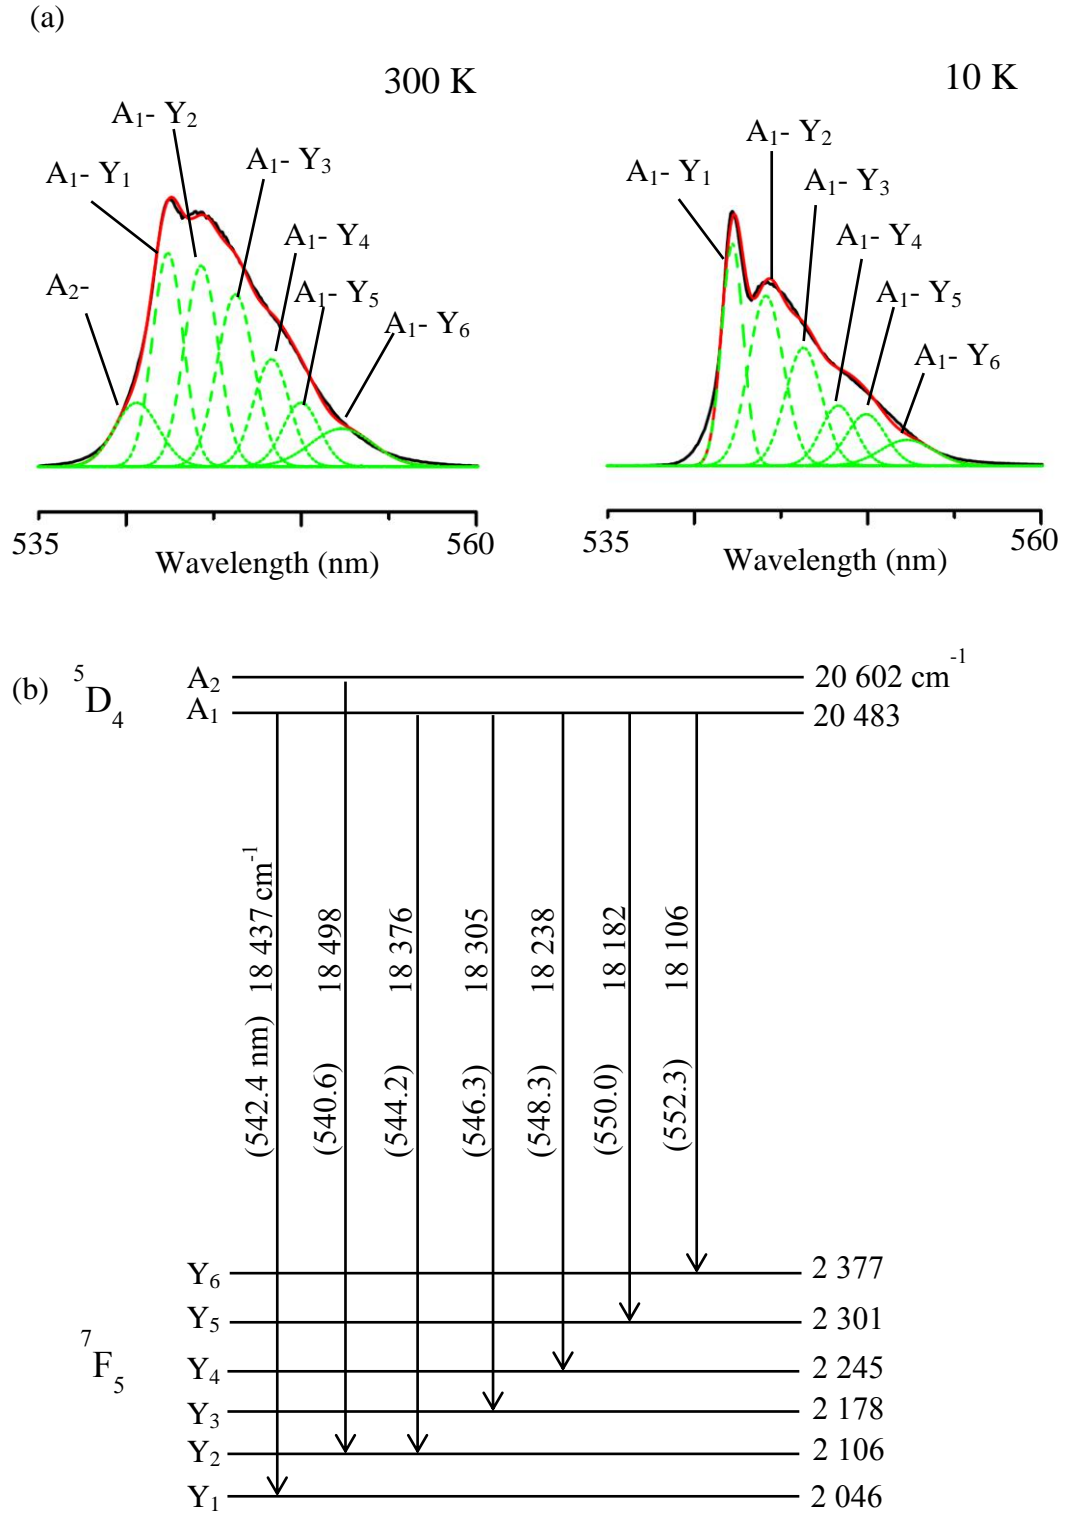 (a)
300 K
10 K
A1- Y2
A1- Y1
A1- Y3
A1- Y4
A2-
A1- Y5
A1- Y6
A1- Y2
A1- Y1
A1- Y3
A1- Y4
A1- Y5
A1- Y6
535
560
Wavelength (nm)
535
560
Wavelength (nm)
(b)
5D4
A2
20 602 cm-1
A1
20 483
(542.4 nm) 18 437 cm-1
(540.6) 18 498
(544.2) 18 376
(546.3) 18 305
(548.3) 18 238
(550.0) 18 182
(552.3) 18 106
7F5
Y6
2 377
Y5
2 301
Y4
2 245
Y3
2 178
Y2
2 106
Y1
2 046